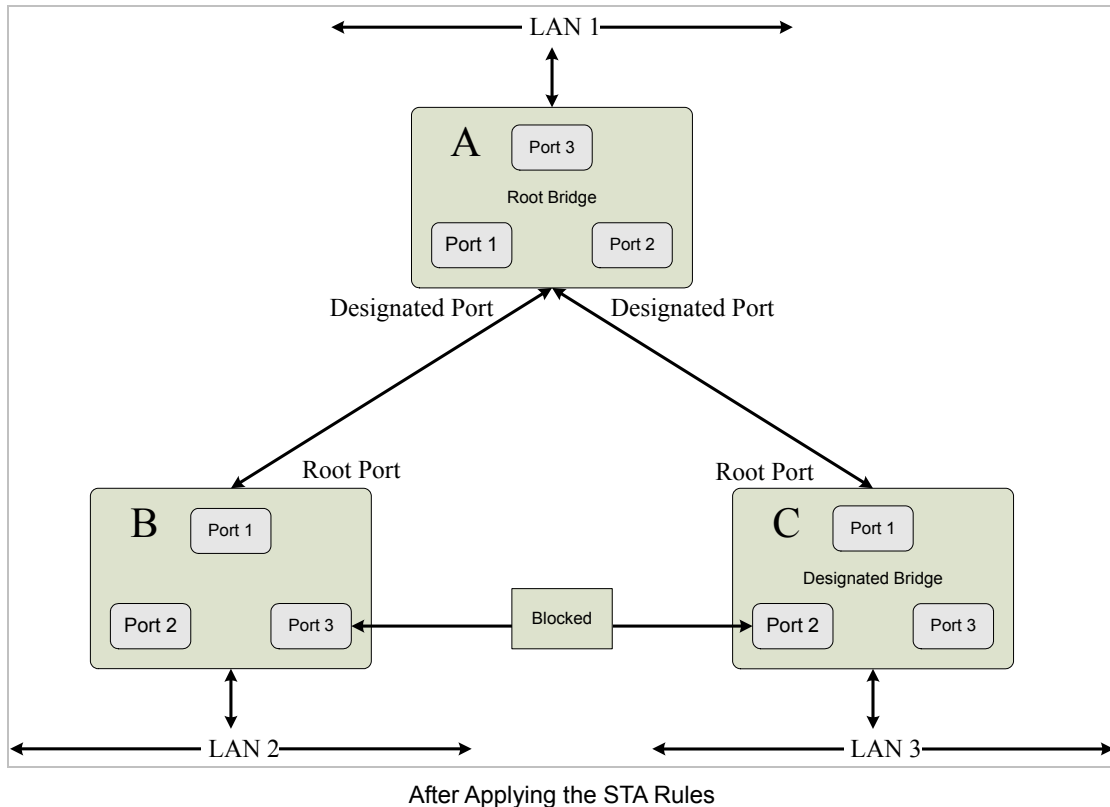 LAN 1
A
Port 3
Root Bridge
Port 1
Port 2
Designated Port
Designated Port
Root Port
Root Port
B
Port 1
Port 2
Port 3
Blocked
C
Port 1
Designated Bridge
Port 2
Port 3
LAN 2
LAN 3
After Applying the STA Rules